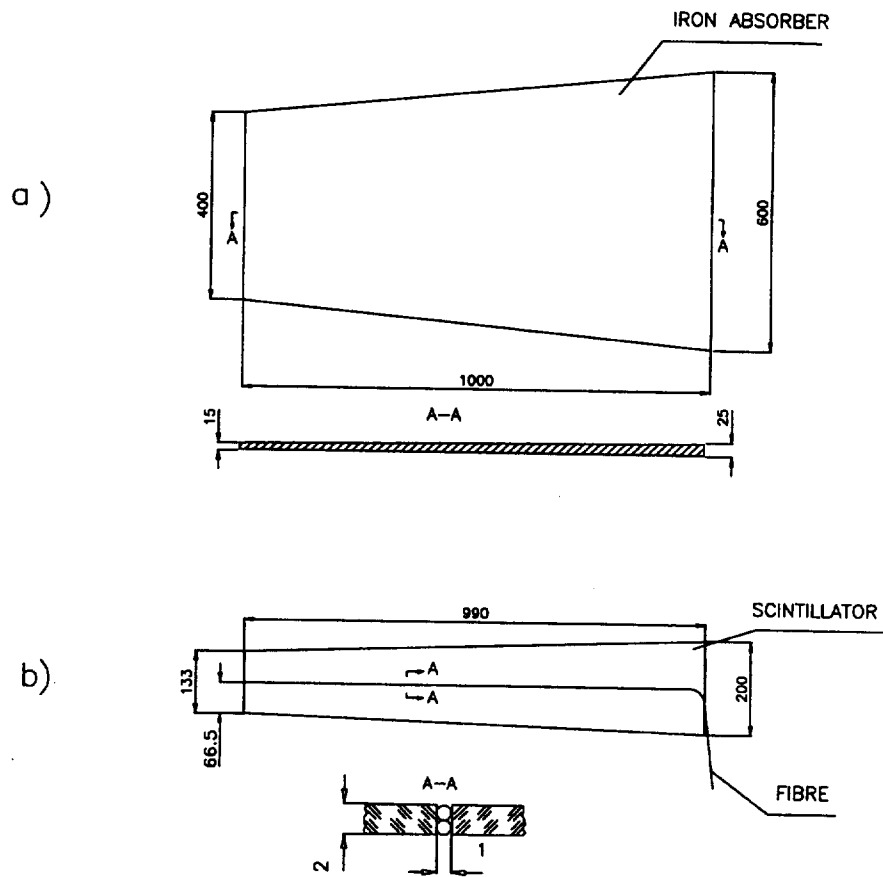 IRON ABSORBER
a)
400
A
A
600
1000
A-A
15
25
990
SCINTILLATOR
b)
133
A
A
200
66.5
A-A
FIBRE
2
1